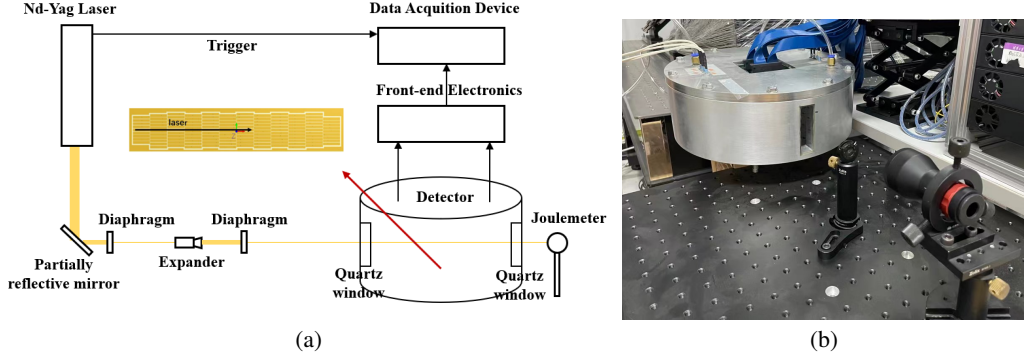 Nd-Yag Laser
Data Acqution Device
Trigger
Front-end Electronics
laser
Detector
Diaphragm
Diaphragm
Joulemeter
Partially
reflective mirror
Expander
Quartz
window
Quartz
window
(a)
(b)